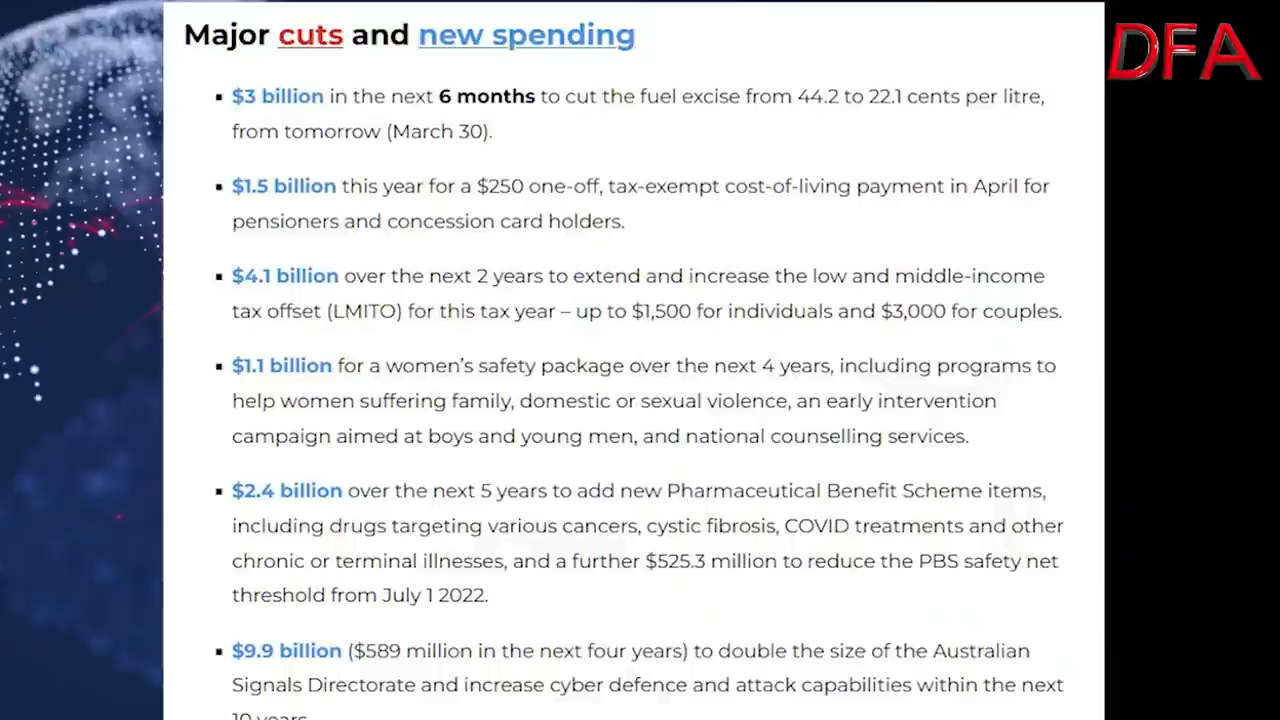 Major cuts and new spending
DFA
$3 billion in the next 6 months to cut the fuel excise from 44.2 to 22.1 cents per litre,
from tomorrow (March 30).
$1.5 billion this year for a $250 one-off, tax-exempt cost-of-living payment in April for
pensioners and concession card holders.
$4.1 billion over the next 2 years to extend and increase the low and middle-income
tax offset (LMITO) for this tax year – up to $1,500 for individuals and $3,000 for couples.
$1.1 billion for a women's safety package over the next 4 years, including programs to
help women suffering family, domestic or sexual violence, an early intervention
campaign aimed at boys and young men, and national counselling services.
$2.4 billion over the next 5 years to add new Pharmaceutical Benefit Scheme items,
including drugs targeting various cancers, cystic fibrosis, COVID treatments and other
chronic or terminal illnesses, and a further $525.3 million to reduce the PBS safety net
threshold from July 1 2022.
$9.9 billion ($589 million in the next four years) to double the size of the Australian
Signals Directorate and increase cyber defence and attack capabilities within the next
10 years